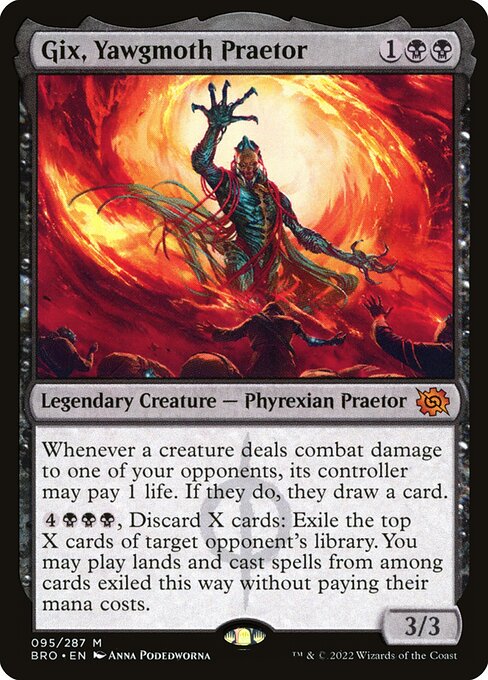 Gix, Yawgmoth Praetor 1
Legendary Creature — Phyrexian Praetor
Whenever a creature deals combat damage
to one of your opponents, its controller
may pay 1 life. If they do, they draw a card.
4, Discard X cards: Exile the top
X cards of target opponent's library. You
may play lands and cast spells from among
cards exiled this way without paying their
mana costs.
3/3
095/287 M
BRO • EN Anna Podedworna
™ & © 2022 Wizards of the Coast